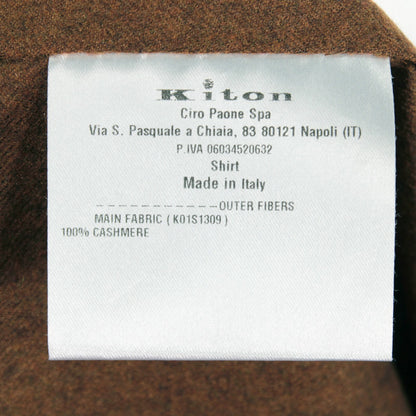 Kiton
Ciro Paone Spa
Via S. Pasquale a Chiaia, 83 80121 Napoli (IT)
P.IVA 06034520632
Shirt
Made in Italy
------------OUTER FIBERS
MAIN FABRIC ( K01S1309 )
100% CASHMERE